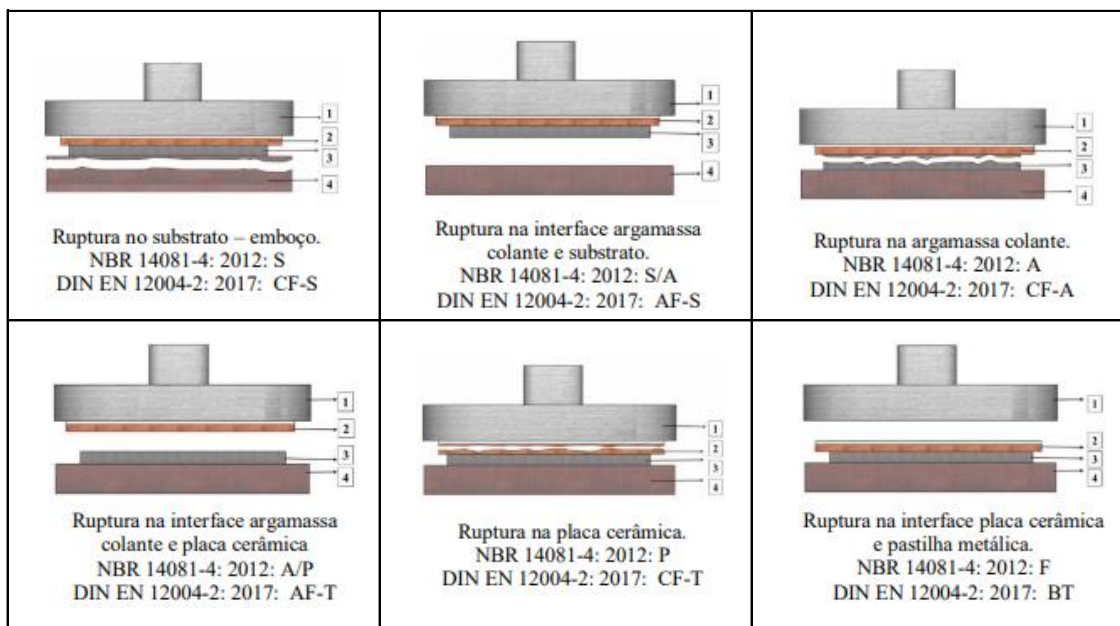 1
2
3
4
Ruptura no substrato – emboço.
NBR 14081-4: 2012: S
DIN EN 12004-2: 2017: CF-S
1
2
3
4
Ruptura na interface argamassa
colante e substrato.
NBR 14081-4: 2012: S/A
DIN EN 12004-2: 2017: AF-S
1
2
3
4
Ruptura na argamassa colante.
NBR 14081-4: 2012: A
DIN EN 12004-2: 2017: CF-A
1
2
3
4
Ruptura na interface argamassa
colante e placa cerâmica
NBR 14081-4: 2012: A/P
DIN EN 12004-2: 2017: AF-T
1
2
3
4
Ruptura na placa cerâmica.
NBR 14081-4: 2012: P
DIN EN 12004-2: 2017: CF-T
1
2
3
4
Ruptura na interface placa cerâmica
e pastilha metálica.
NBR 14081-4: 2012: F
DIN EN 12004-2: 2017: BT